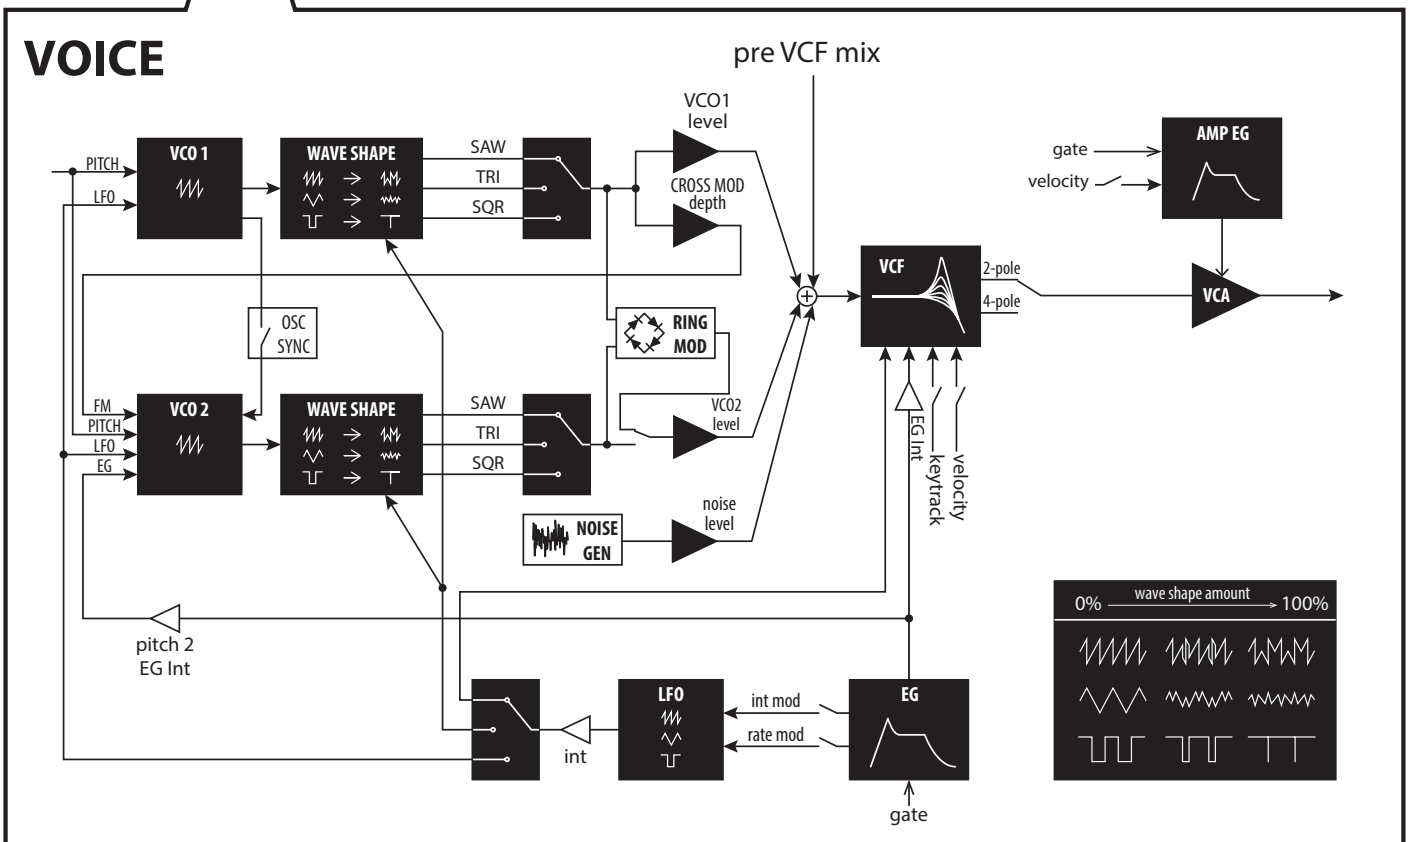 VOICE
pre VCF mix
VCO1
level
VCO 1
WAVE SHAPE
PITCH
LFO
SAW
TRI
SQR
CROSS MOD
depth
AMP EG
gate
velocity
VCF
2-pole
4-pole
VCA
OSC
SYNC
RING
MOD
FM
PITCH
LFO
EG
VCO 2
WAVE SHAPE
SAW
TRI
SQR
VCO2
level
EG Int
keytrack
velocity
noise
level
NOISE
GEN
pitch 2
EG Int
LFO
int
int mod
rate mod
EG
gate
wave shape amount
0% 100%